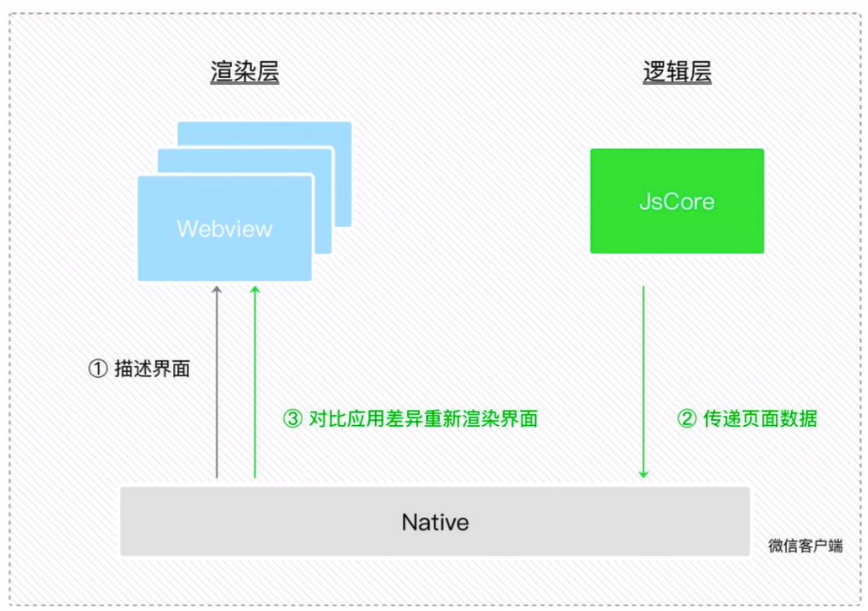 渲染层
逻辑层
Webview
JsCore
① 描述界面
③ 对比应用差异重新渲染界面
② 传递页面数据
Native
微信客户端